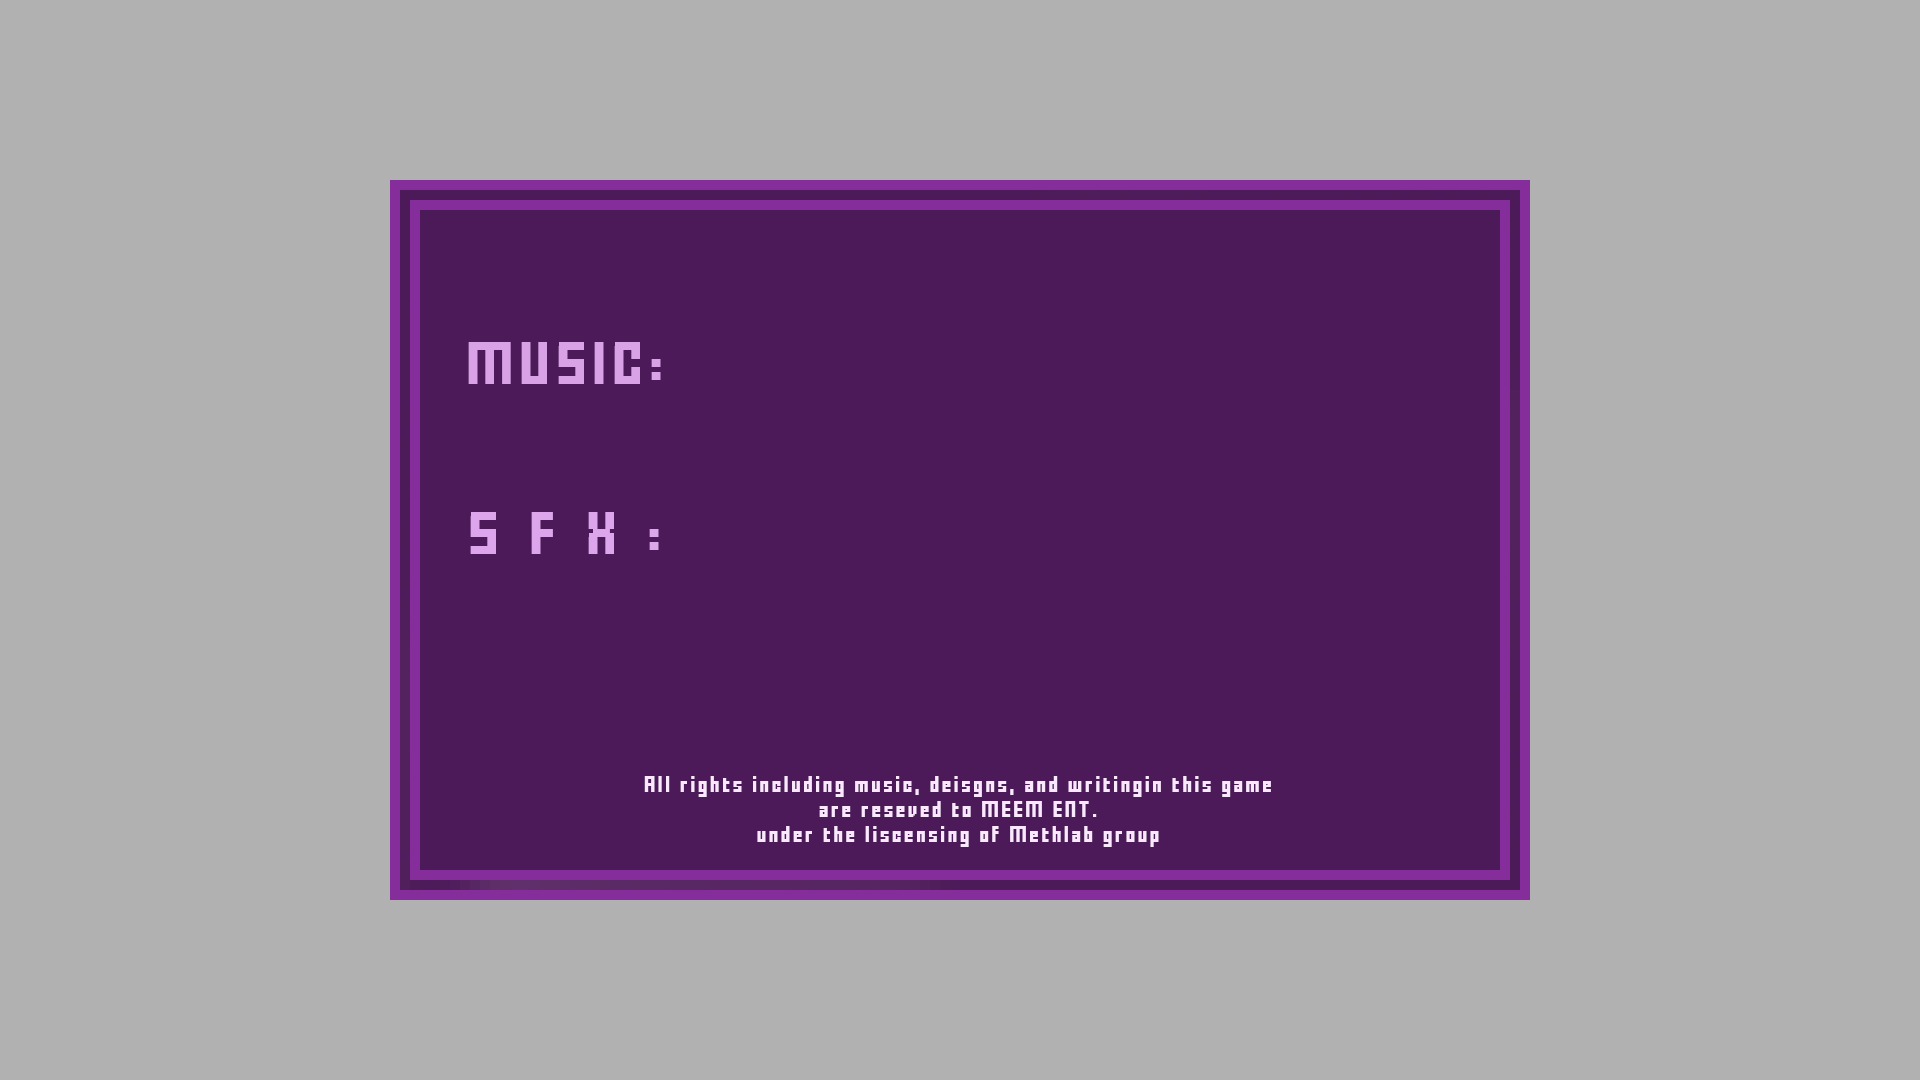 MUSIC:
S F X :
All rights including music, deisgns, and writingin this game
are reseved to MEEM ENT.
under the liscensing of Methlab group